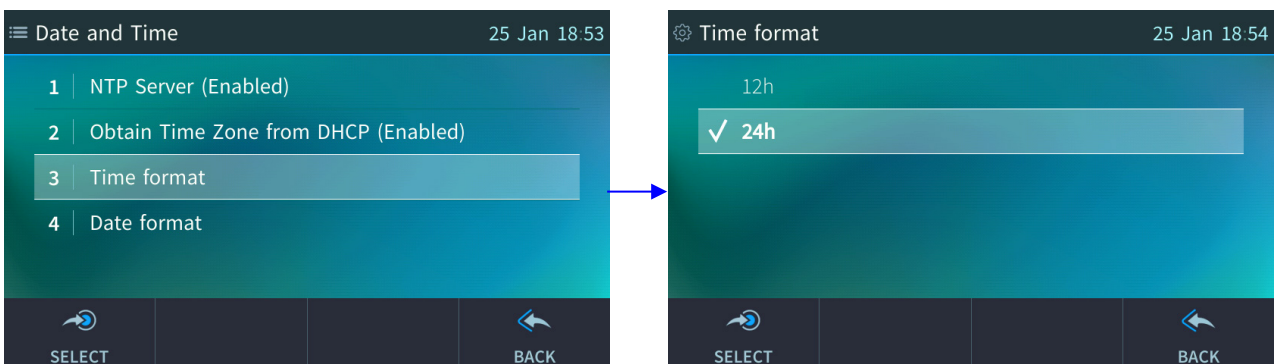 Date and Time 25 Jan 18:53
1 NTP Server (Enabled)
2 Obtain Time Zone from DHCP (Enabled)
3 Time format
4 Date format
SELECT BACK
Time format 25 Jan 18:54
12h
24h
SELECT BACK